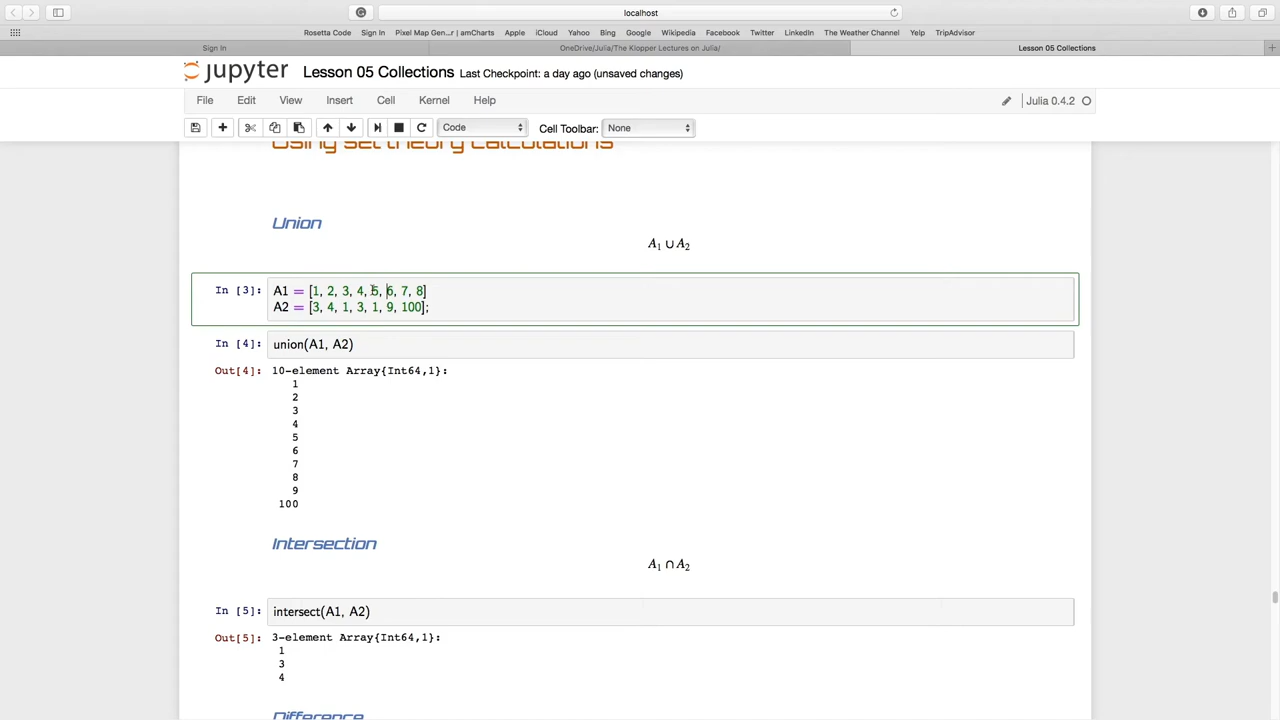 localhost
Rosetta Code Sign In Pixel Map Gen...r | amCharts Apple iCloud Yahoo Bing Google Wikipedia Facebook Twitter LinkedIn The Weather Channel Yelp TripAdvisor
Sign In OneDrive/Julia/The Klopper Lectures on Julia/ Lesson 05 Collections
jupyter Lesson 05 Collections Last Checkpoint: a day ago (unsaved changes)
File Edit View Insert Cell Kernel Help Julia 0.4.2
Code Cell Toolbar: None
Using set theory calculations
Union
A1 ∪ A2
In [3]: A1 = [1, 2, 3, 4, 5, 6, 7, 8]
A2 = [3, 4, 1, 3, 1, 9, 100];
In [4]: union(A1, A2)
Out[4]: 10-element Array{Int64,1}:
1
2
3
4
5
6
7
8
9
100
Intersection
A1 ∩ A2
In [5]: intersect(A1, A2)
Out[5]: 3-element Array{Int64,1}:
1
3
4
Difference